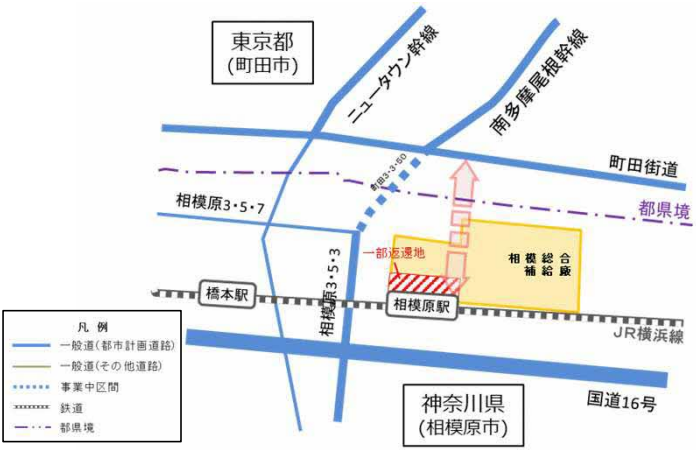 東京都
(町田市)
ニュータウン幹線
南多摩尾根幹線
町田街道
町田3・3・50
都県境
相模原3・5・7
一部返還地
相模総合
補給廠
相模原3・5・3
橋本駅
相模原駅
JR横浜線
凡 例
一般道(都市計画道路)
一般道(その他道路)
事業中区間
鉄道
都県境
神奈川県
(相模原市)
国道16号